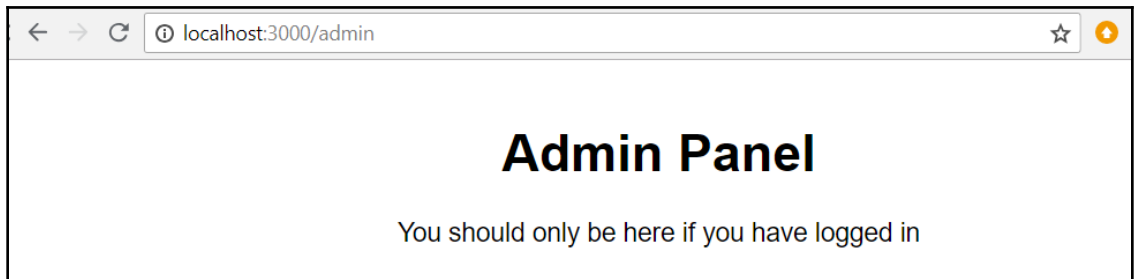 localhost:3000/admin
Admin Panel
You should only be here if you have logged in